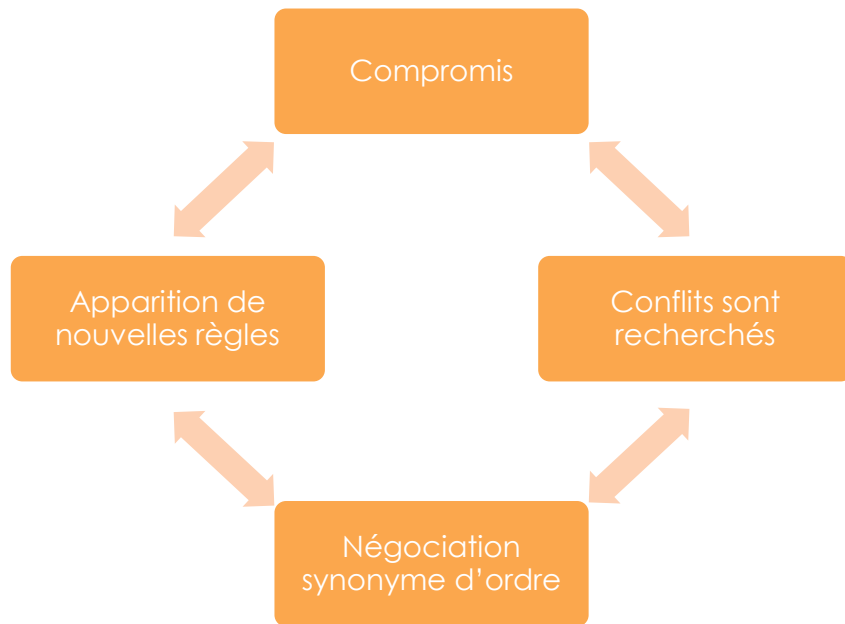 Compromis
Apparition de
nouvelles règles
Conflits sont
recherchés
Négociation
synonyme d'ordre